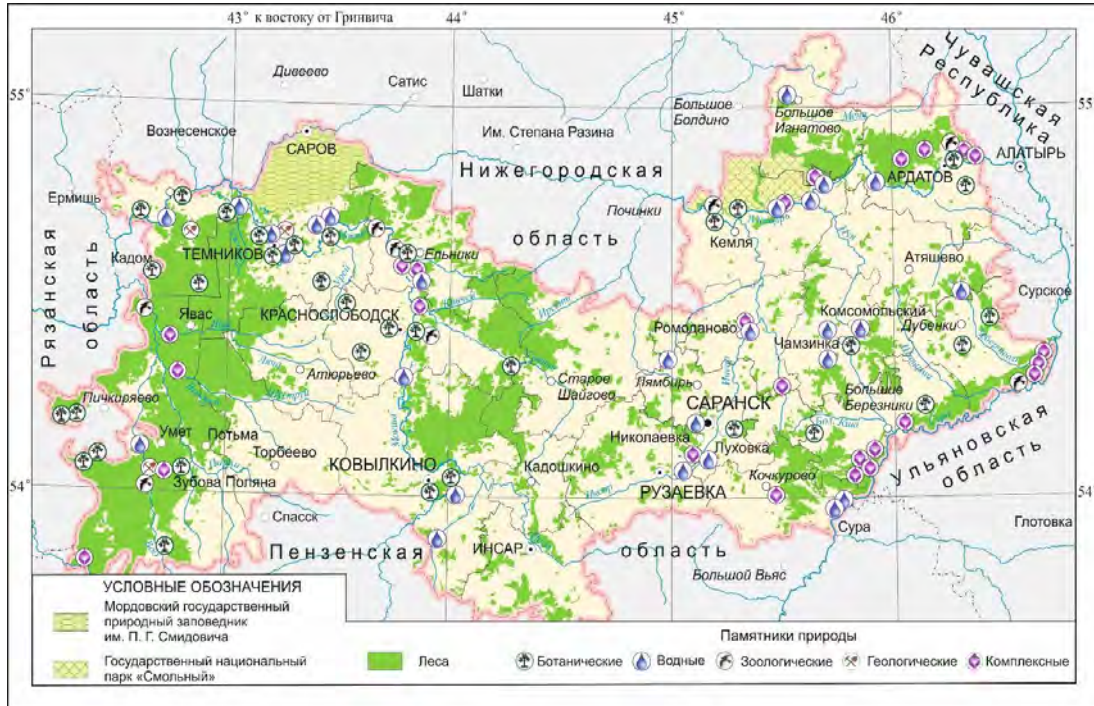 43° к востоку от Гринвича
44°
45°
46°
55°
55°
Дивеево
Сатис
Шатки
Вознесенское
САРОВ
Им. Степана Разина
Большое
Болдино
Большое
Игнатово
Чувашская
Республика
АЛАТЫРЬ
АРДАТОВ
Нижегородская
область
Починки
Ермишь
Кадом
ТЕМНИКОВ
Ельники
Кемля
Атяшево
Сурское
Рязанская
область
Явас
КРАСНОСЛОБОДСК
Ромоданово
Комсомольский
Дубенки
Чамзинка
Атюрьево
Старое
Шайгово
Лямбирь
Большие
Березники
Пичкиряево
САРАНСК
Умет
Потьма
Николаевка
Луховка
Торбеево
КОВЫЛКИНО
Кадошкино
Зубова Поляна
РУЗАЕВКА
Кочкурово
Ульяновская
область
54°
54°
Спасск
Пензенская
область
ИНСАР
Сура
Глотовка
Большой Вьяс
Мокша
Инсар
УСЛОВНЫЕ ОБОЗНАЧЕНИЯ
Мордовский государственный
природный заповедник
им. П. Г. Смидовича
Государственный национальный
парк «Смольный»
Леса
Памятники природы
Ботанические
Водные
Зоологические
Геологические
Комплексные